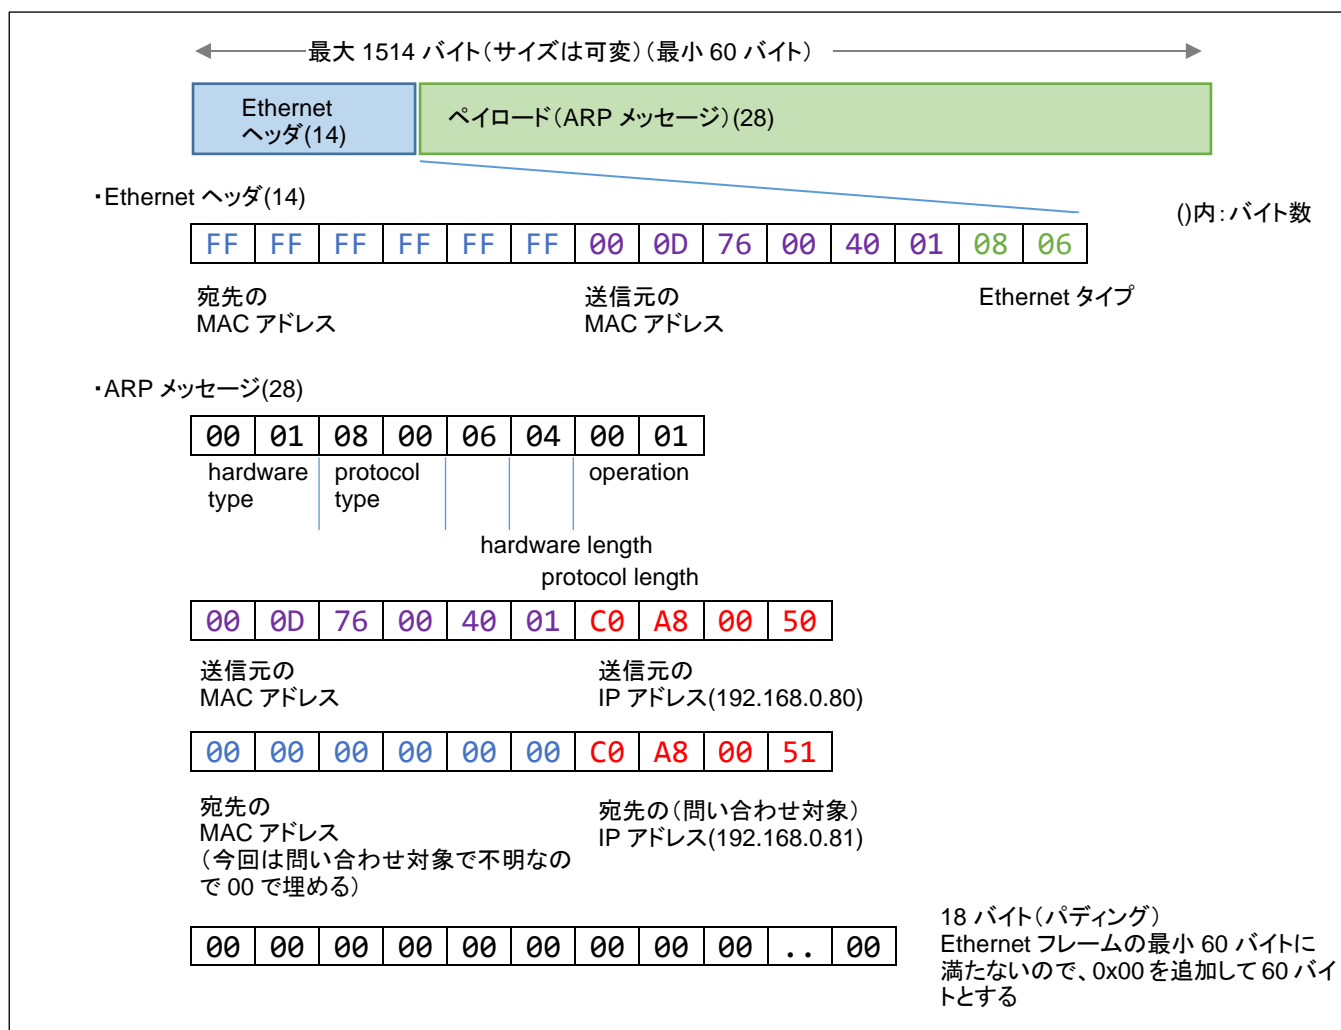 最大 1514 バイト(サイズは可変)(最小 60 バイト)
Ethernet
ヘッダ(14)
ペイロード(ARP メッセージ)(28)
・Ethernet ヘッダ(14)
()内:バイト数
FF FF FF FF FF FF 00 0D 76 00 40 01 08 06
宛先の
MAC アドレス
送信元の
MAC アドレス
Ethernet タイプ
・ARP メッセージ(28)
00 01 08 00 06 04 00 01
hardware
type
protocol
type
operation
hardware length
protocol length
00 0D 76 00 40 01 C0 A8 00 50
送信元の
MAC アドレス
送信元の
IP アドレス(192.168.0.80)
00 00 00 00 00 00 C0 A8 00 51
宛先の
MAC アドレス
(今回は問い合わせ対象で不明なの
で 00 で埋める)
宛先の(問い合わせ対象)
IP アドレス(192.168.0.81)
00 00 00 00 00 00 00 00 00 .. 00
18 バイト(パディング)
Ethernet フレームの最小 60 バイトに
満たないので、0x00 を追加して 60 バイ
トとする